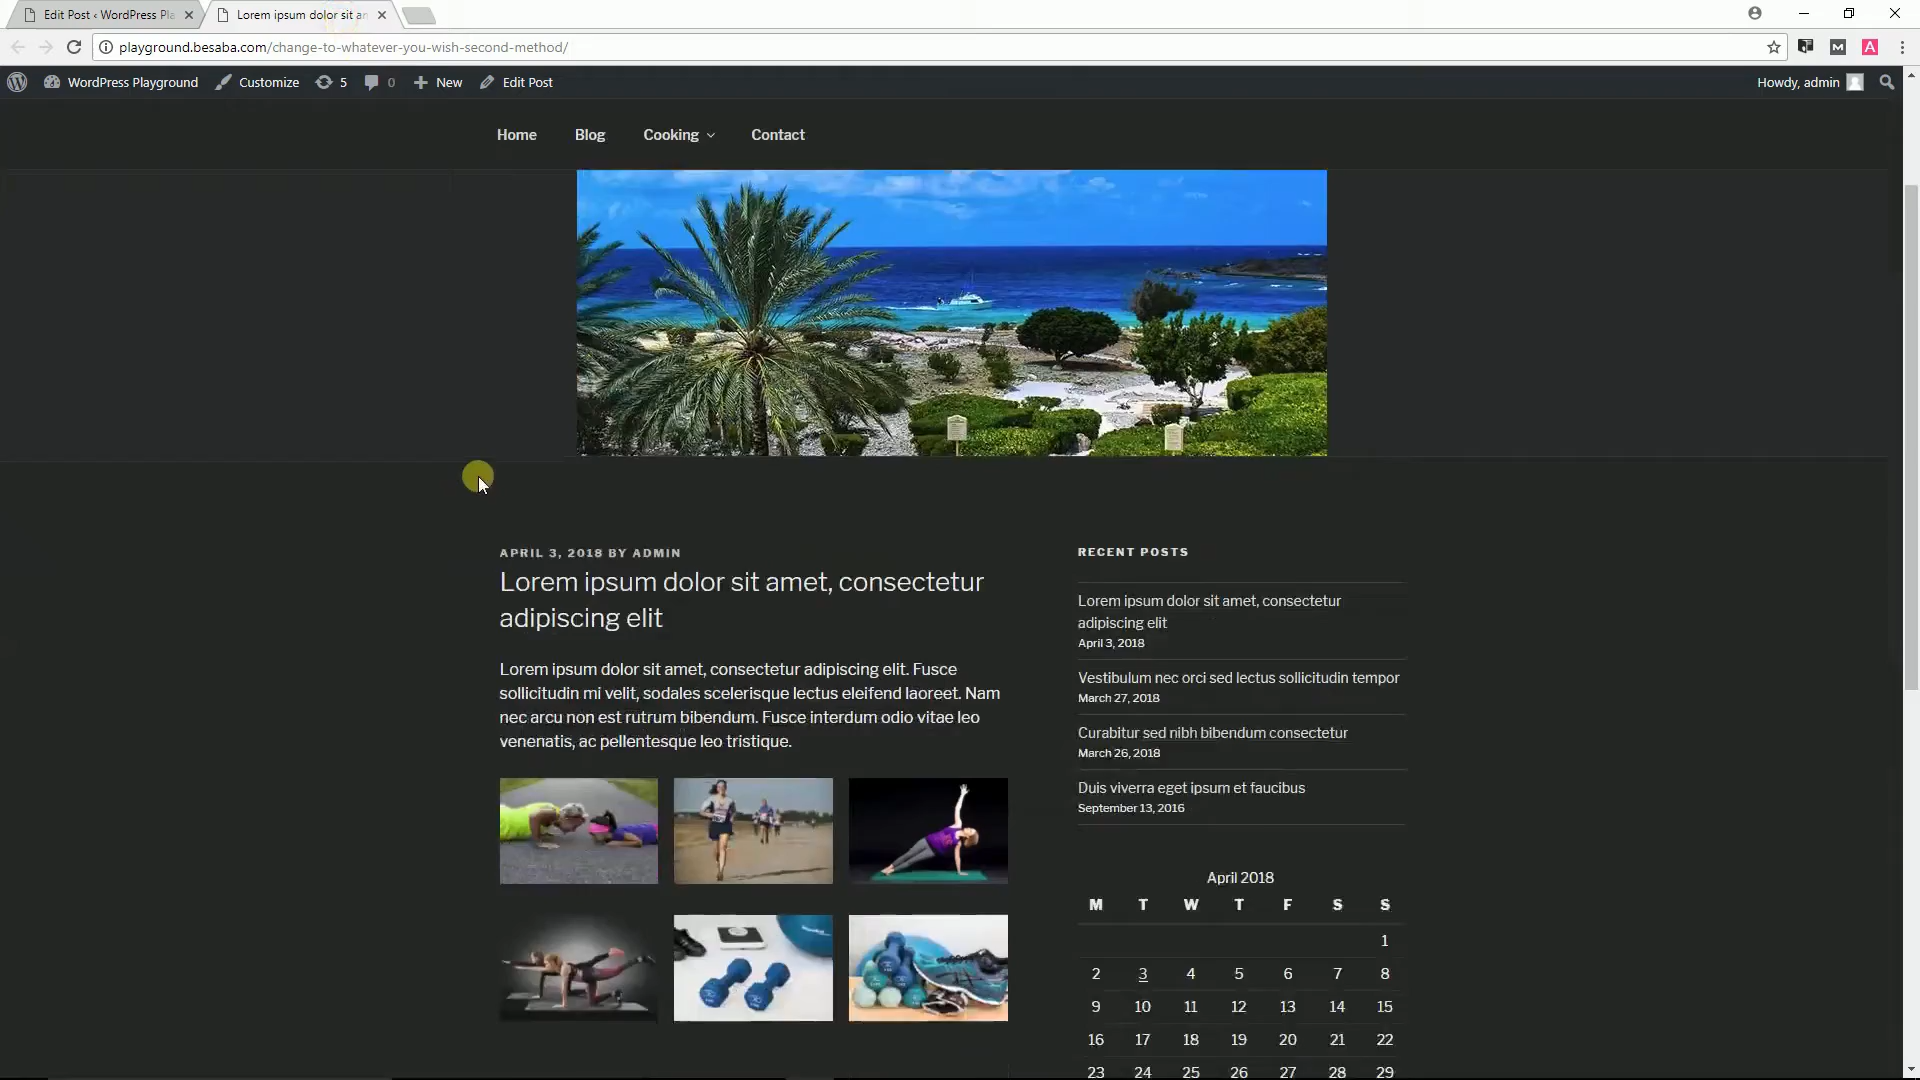 Edit Post ‹ WordPress Pla
Lorem ipsum dolor sit an
playground.besaba.com/change-to-whatever-you-wish-second-method/
WordPress Playground
Customize
5
0
New
Edit Post
Howdy, admin
Home
Blog
Cooking
Contact
APRIL 3, 2018 BY ADMIN
Lorem ipsum dolor sit amet, consectetur
adipiscing elit
Lorem ipsum dolor sit amet, consectetur adipiscing elit. Fusce
sollicitudin mi velit, sodales scelerisque lectus eleifend laoreet. Nam
nec arcu non est rutrum bibendum. Fusce interdum odio vitae leo
venenatis, ac pellentesque leo tristique.
RECENT POSTS
Lorem ipsum dolor sit amet, consectetur
adipiscing elit
April 3, 2018
Vestibulum nec orci sed lectus sollicitudin tempor
March 27, 2018
Curabitur sed nibh bibendum consectetur
March 26, 2018
Duis viverra eget ipsum et faucibus
September 13, 2016
April 2018
M T W T F S S
1
2 3 4 5 6 7 8
9 10 11 12 13 14 15
16 17 18 19 20 21 22
23 24 25 26 27 28 29